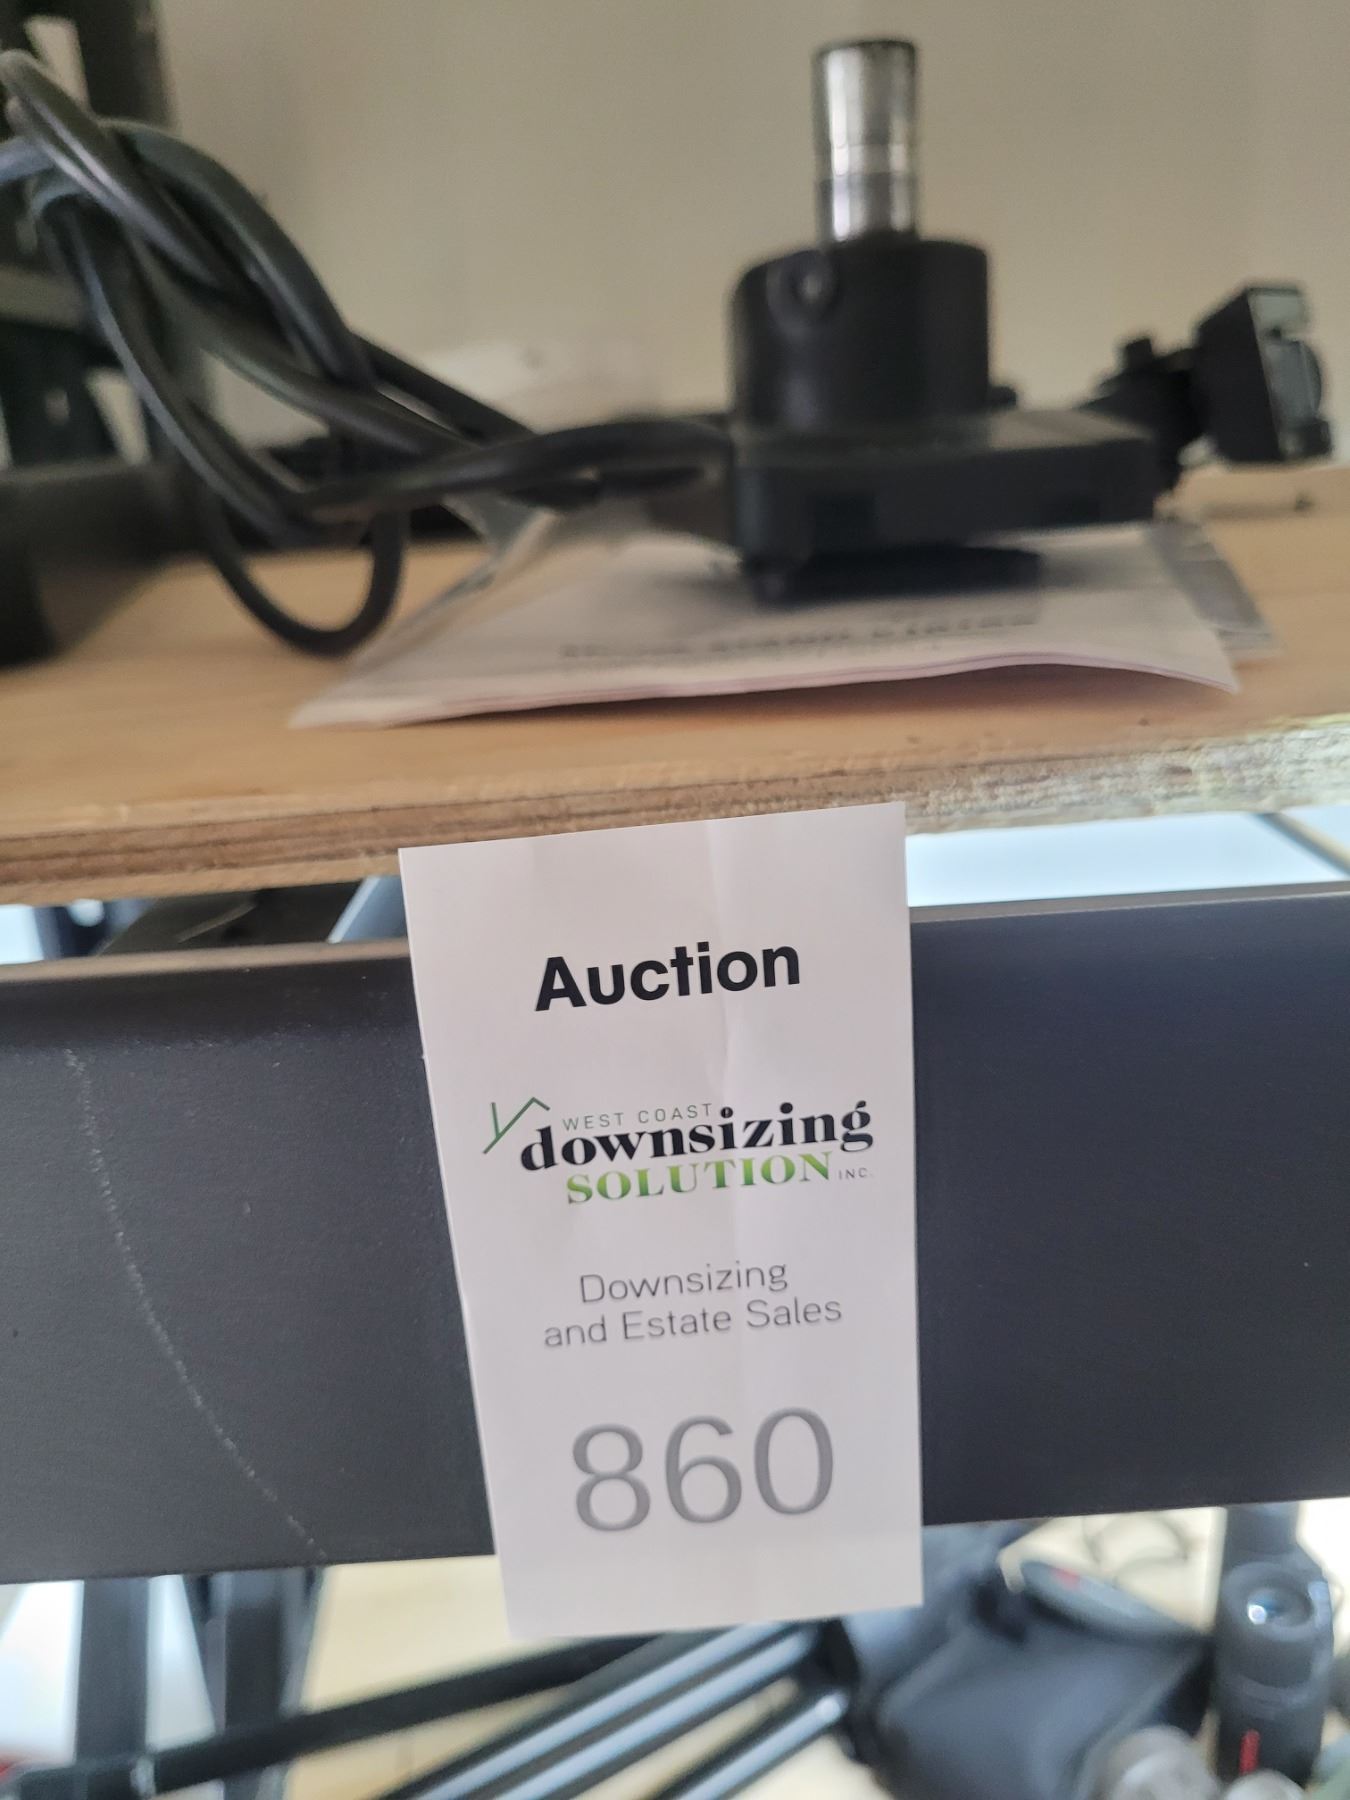 Auction
WEST COAST
downsizing
SOLUTION INC.
Downsizing
and Estate Sales
860